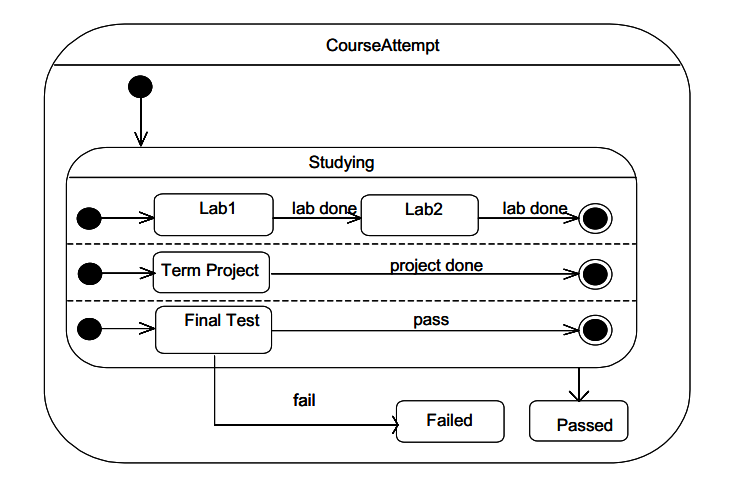 CourseAttempt
Studying
Lab1 lab done Lab2 lab done
Term Project project done
Final Test pass
fail
Failed Passed